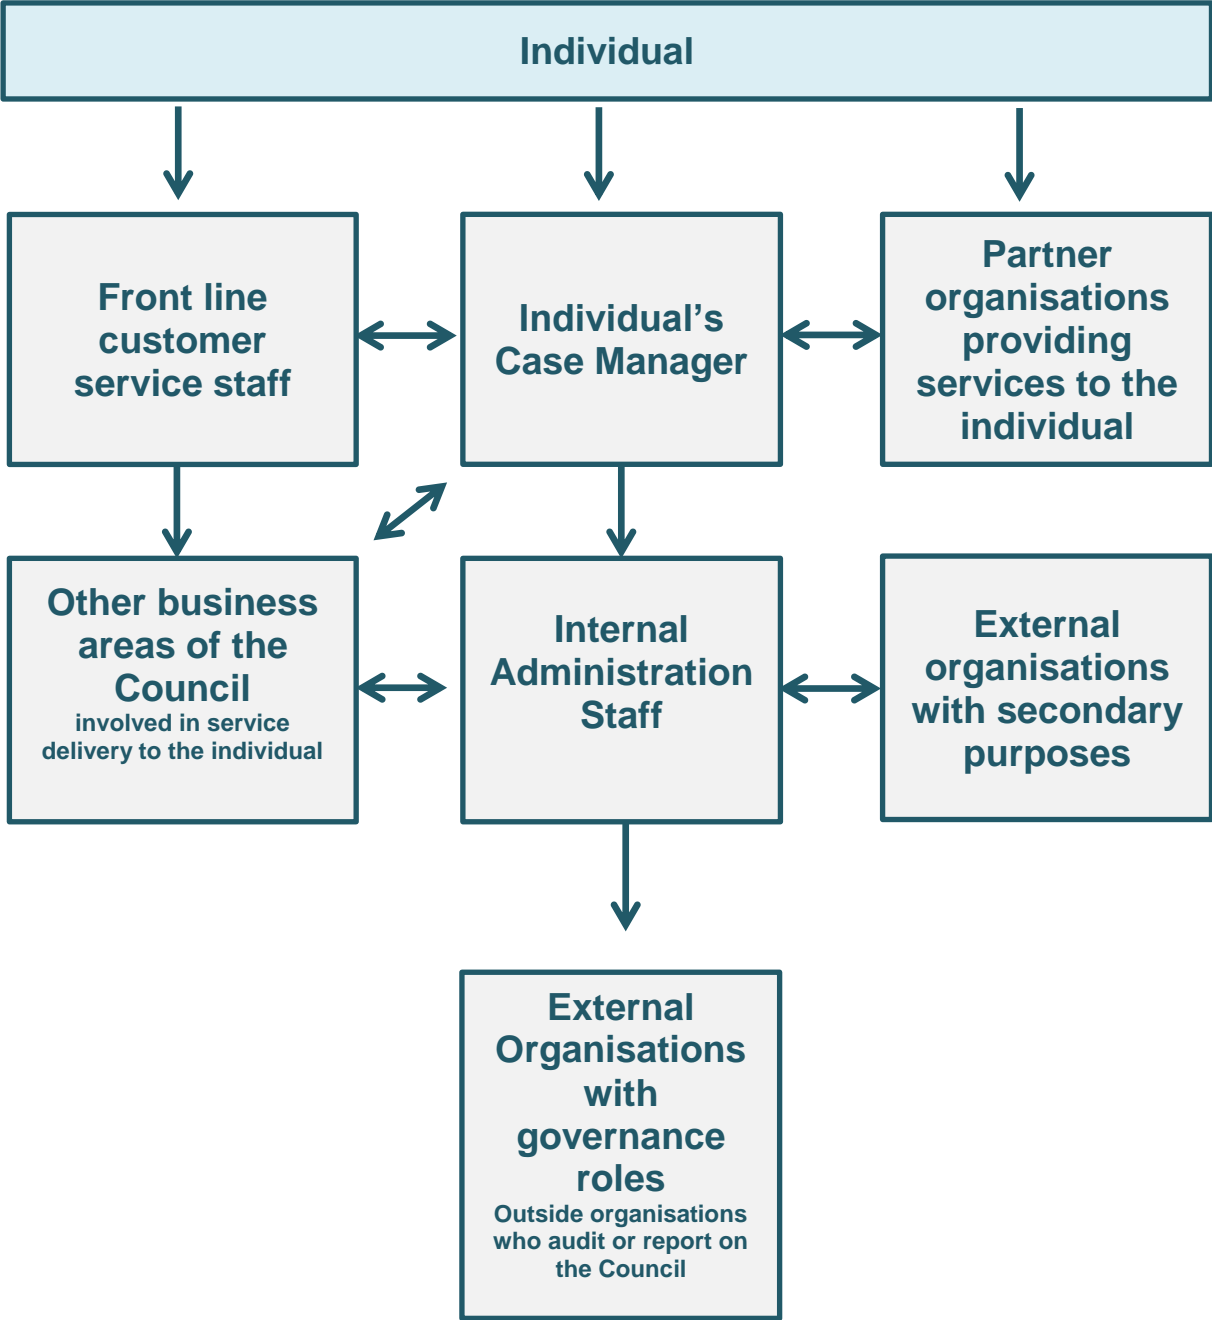 Individual
Front line
customer
service staff
Individual’s
Case Manager
Partner
organisations
providing
services to the
individual
Other business
areas of the
Council
involved in service
delivery to the individual
Internal
Administration
Staff
External
organisations
with secondary
purposes
External
Organisations
with
governance
roles
Outside organisations
who audit or report on
the Council